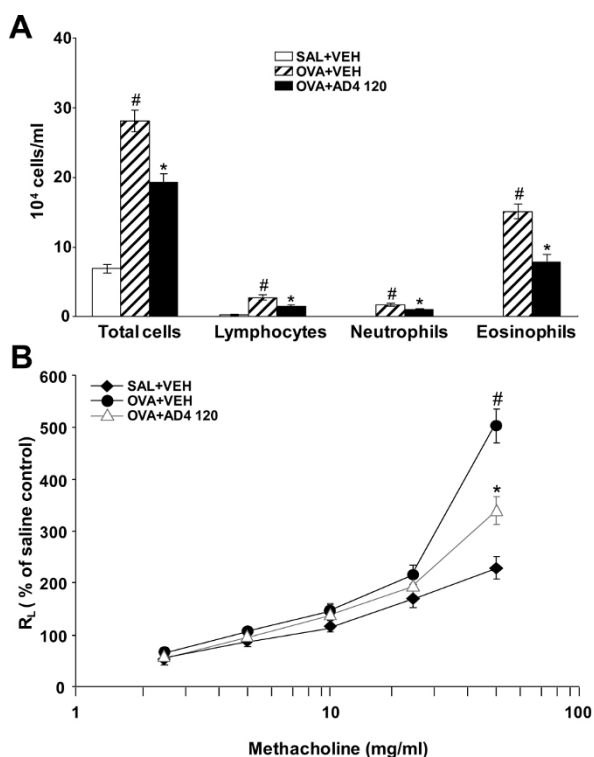 A
SAL+VEH
OVA+VEH
OVA+AD4 120
10⁴ cells/ml
40
30
20
10
0
#
*
#
*
#
*
#
*
Total cells Lymphocytes Neutrophils Eosinophils
B
SAL+VEH
OVA+VEH
OVA+AD4 120
R_L ( % of saline control)
600
500
400
300
200
100
0
#
*
1 10 100
Methacholine (mg/ml)